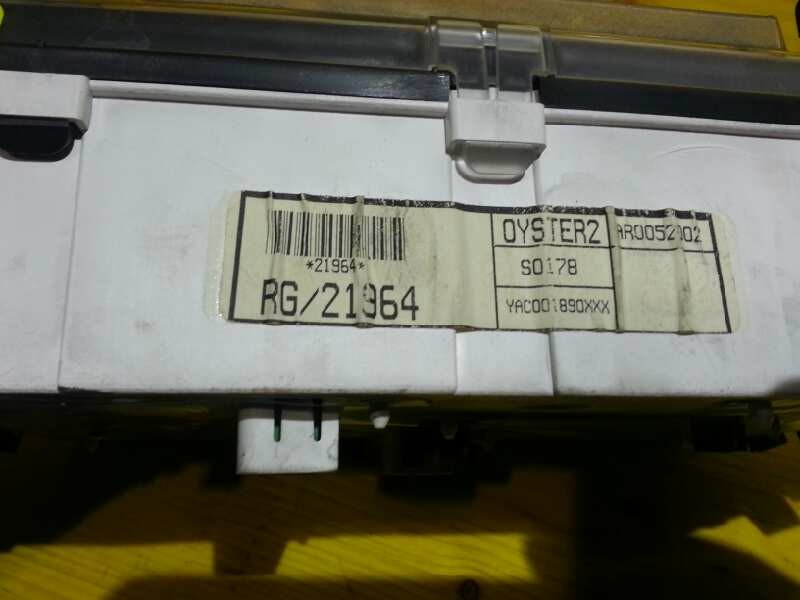 *21964*
RG/21964
OYSTER2
S0178
YAC001890XXX
AR0052002